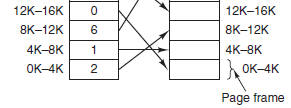 12K–16K 0 12K–16K
8K–12K 6 8K–12K
4K–8K 1 4K–8K
0K–4K 2 0K–4K
Page frame